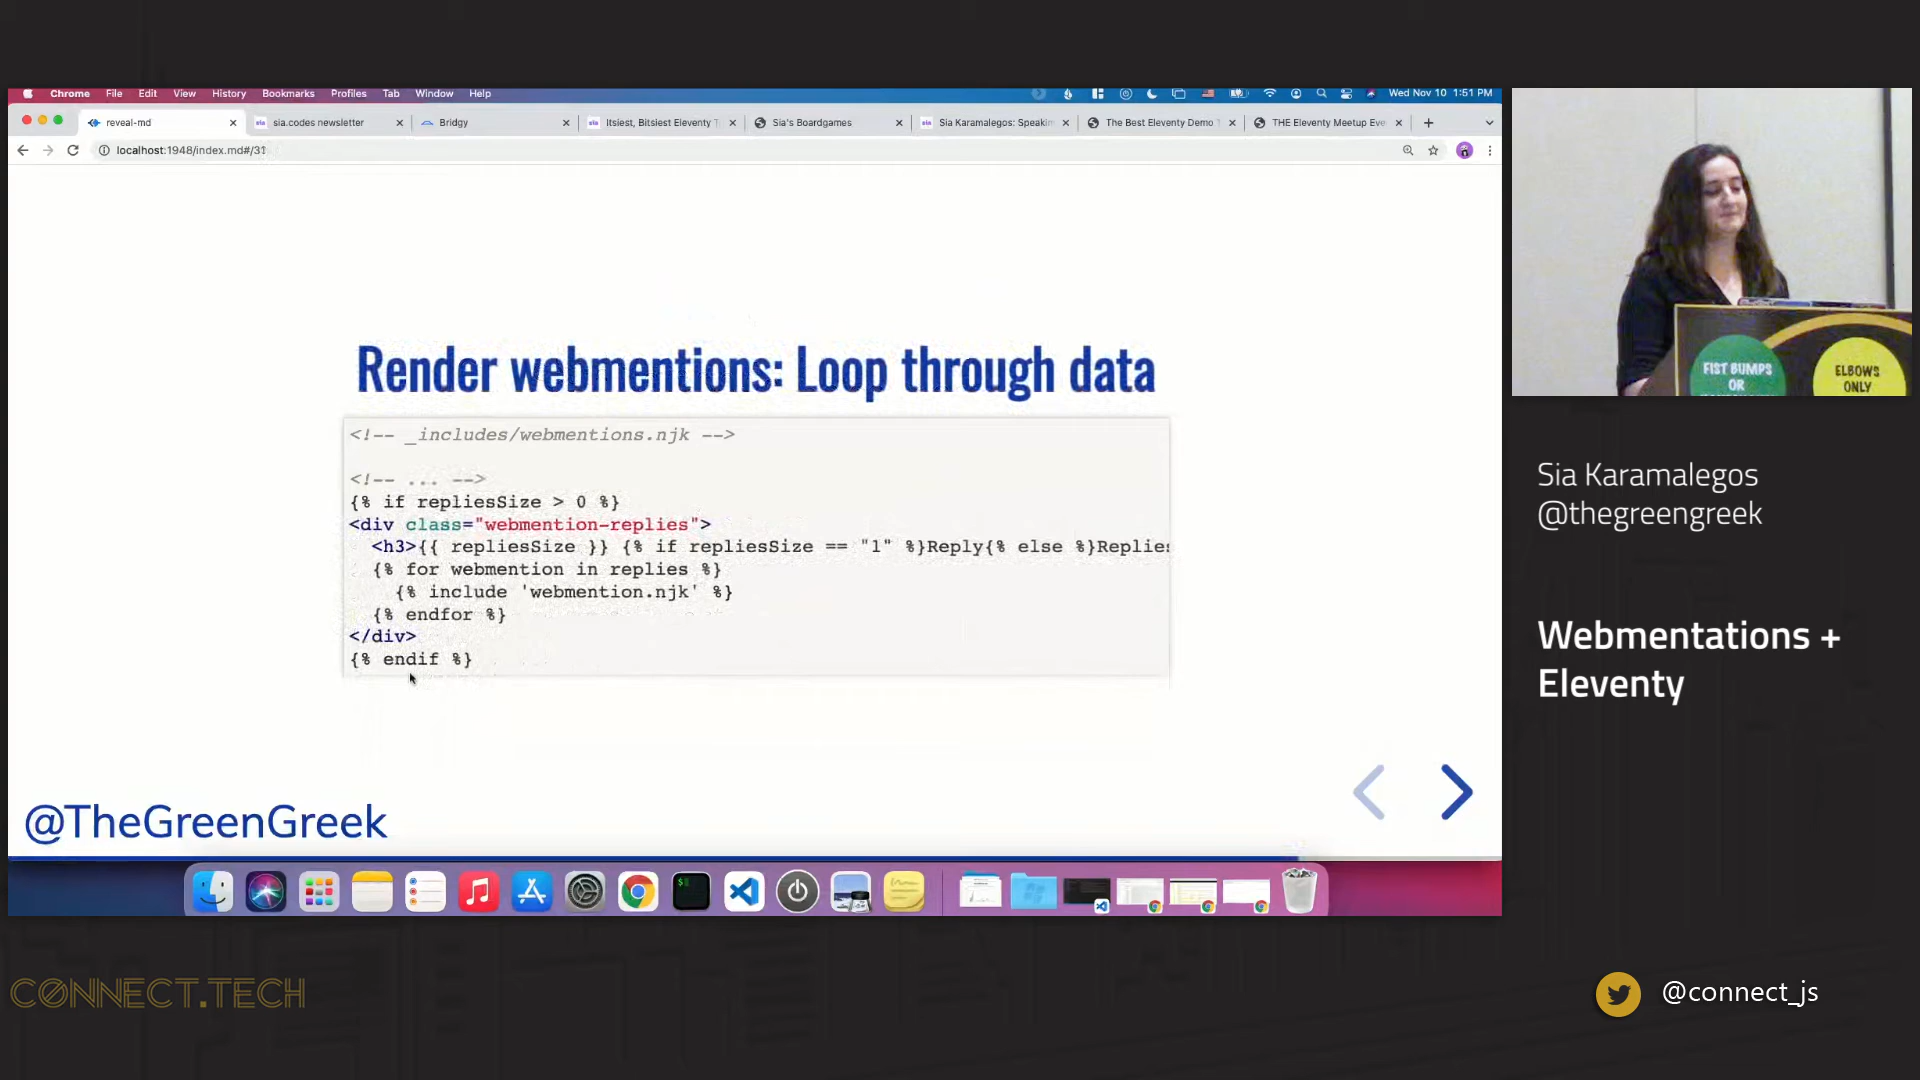 Chrome File Edit View History Bookmarks Profiles Tab Window Help
Wed Nov 10 1:51 PM
reveal-md
sia.codes newsletter
Bridgy
Itsiest, Bitsiest Eleventy T
Sia's Boardgames
Sia Karamalegos: Speakin
The Best Eleventy Demo T
THE Eleventy Meetup Eve
localhost:1948/index.md#/31
Render webmentions: Loop through data
<!-- _includes/webmentions.njk -->
<!-- ... -->
{% if repliesSize > 0 %}
<div class="webmention-replies">
<h3>{{ repliesSize }} {% if repliesSize == "1" %}Reply{% else %}Replies
{% for webmention in replies %}
{% include 'webmention.njk' %}
{% endfor %}
</div>
{% endif %}
@TheGreenGreek
FIST BUMPS
OR
ELBOWS
ONLY
Sia Karamalegos
@thegreengreek
Webmentations +
Eleventy
CONNECT.TECH
@connect_js